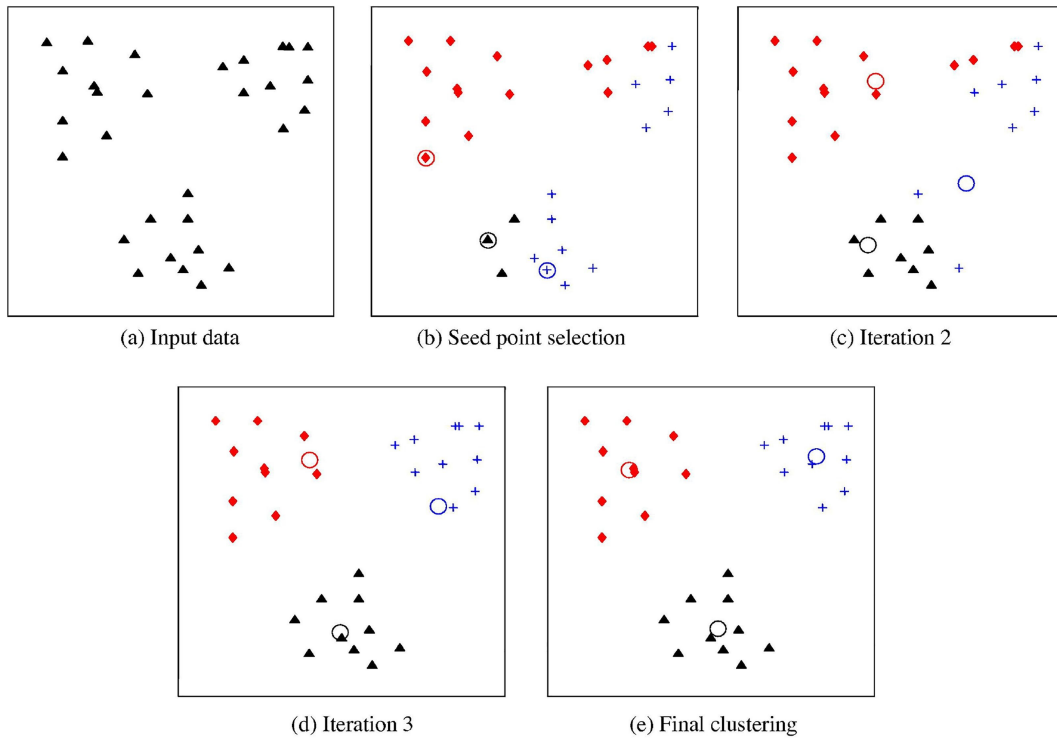 (a) Input data
(b) Seed point selection
(c) Iteration 2
(d) Iteration 3
(e) Final clustering